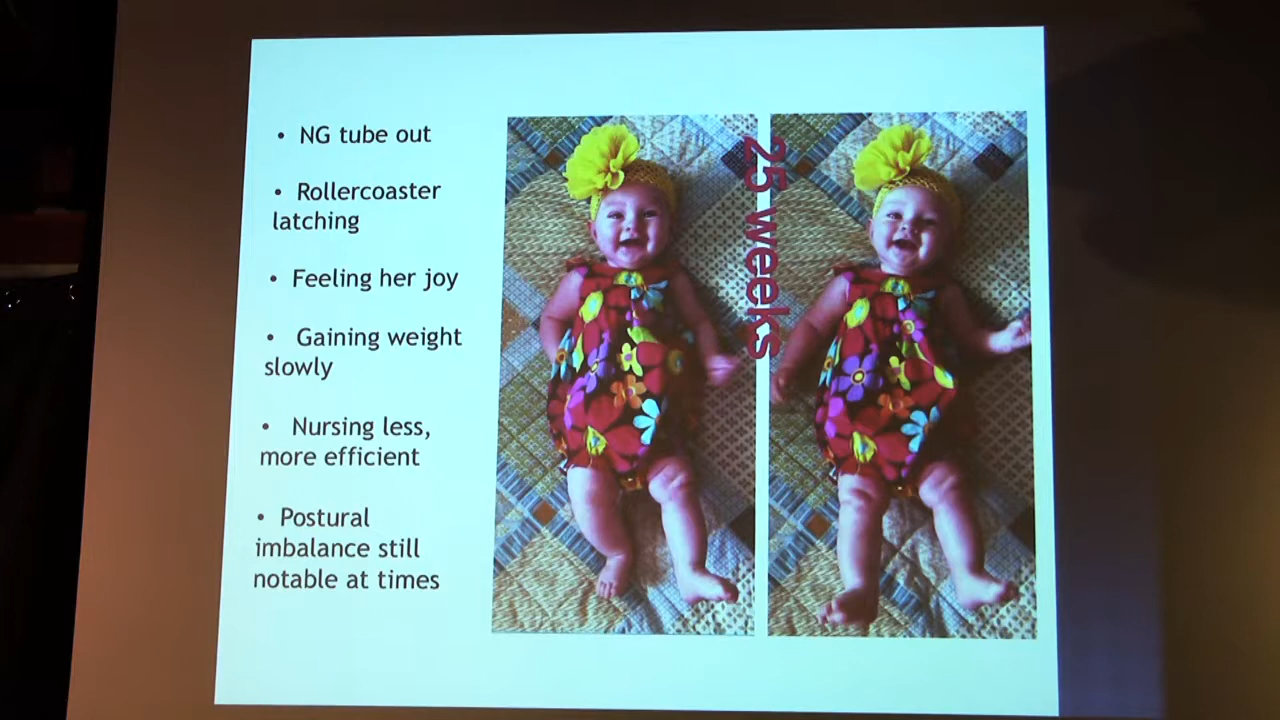 • NG tube out
• Rollercoaster
latching
• Feeling her joy
• Gaining weight
slowly
• Nursing less,
more efficient
• Postural
imbalance still
notable at times
25 weeks